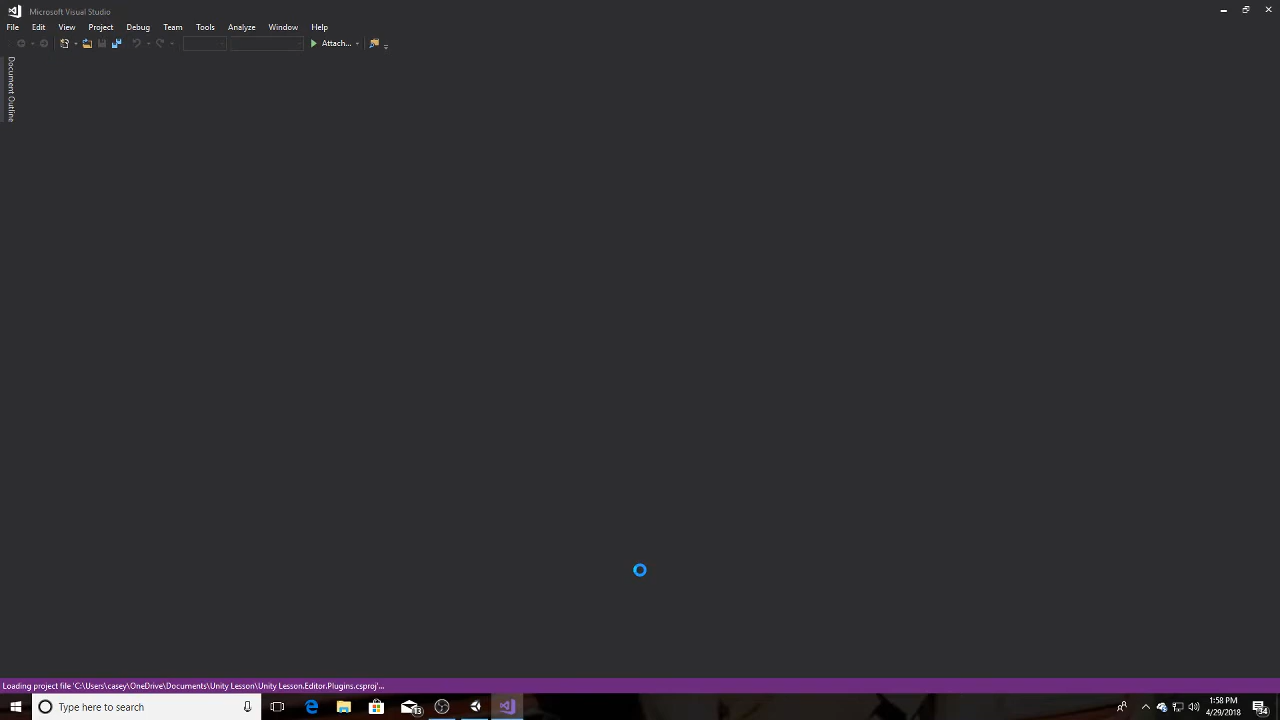 Microsoft Visual Studio
File Edit View Project Debug Team Tools Analyze Window Help
Attach...
Document Outline
Loading project file 'C:\Users\casey\OneDrive\Documents\Unity Lesson\Unity Lesson.Editor.Plugins.csproj'...
Type here to search
13
1:58 PM
4/29/2018